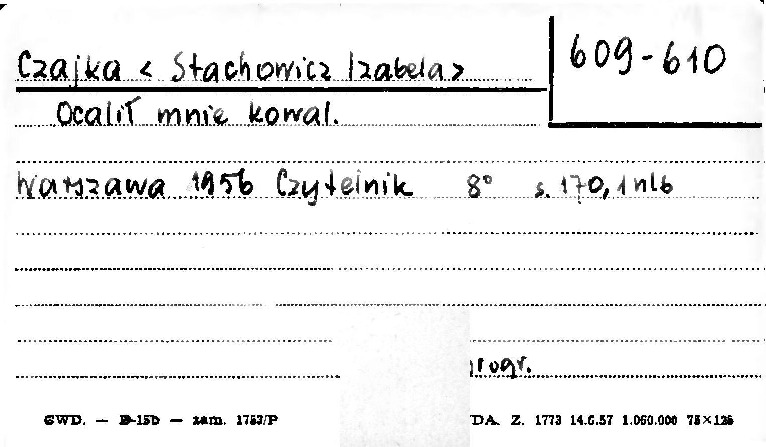 Czajka < Stachowicz Izabela >
609-610
Ocalił mnie kowal.
Warszawa 1956 Czytelnik 8° s. 170, 1 nlb
rogr.
GWD. — D-15b — zam. 1753/P DA. Z. 1773 14.6.57 1.060.000 75×125